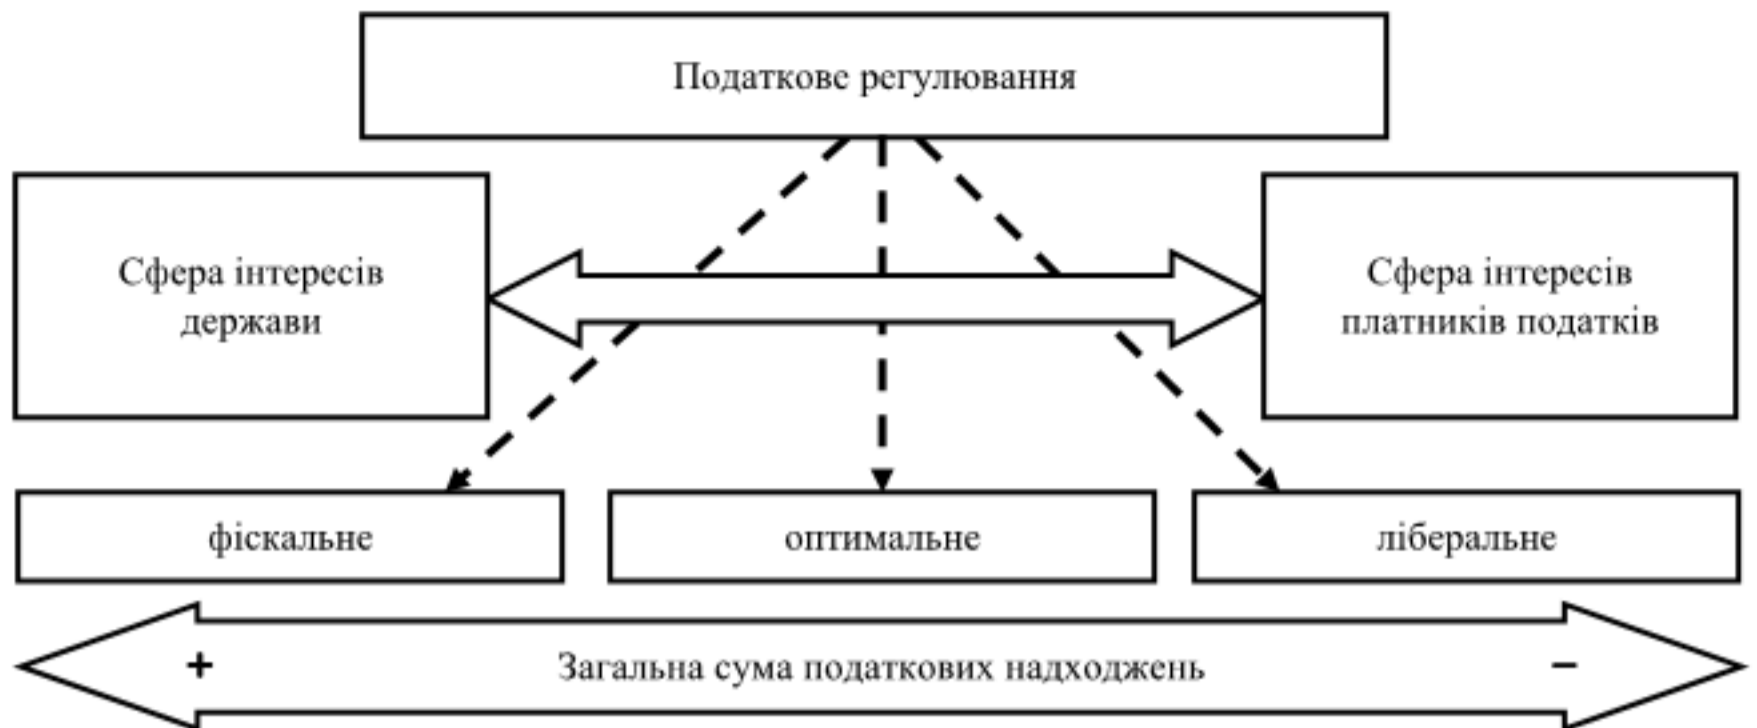 Податкове регулювання
Сфера інтересів
держави
Сфера інтересів
платників податків
фіскальне
оптимальне
ліберальне
+ Загальна сума податкових надходжень −